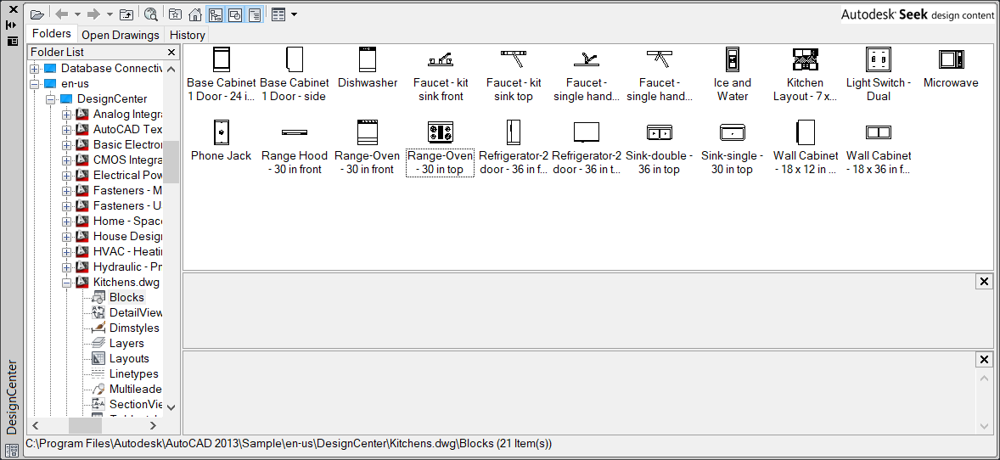 Autodesk® Seek design content
Folders
Open Drawings
History
Folder List
Database Connectiv
en-us
DesignCenter
Analog Integra
AutoCAD Tex
Basic Electron
CMOS Integra
Electrical Pow
Fasteners - M
Fasteners - U
Home - Space
House Design
HVAC - Heati
Hydraulic - Pn
Kitchens.dwg
Blocks
DetailView
Dimstyles
Layers
Layouts
Linetypes
Multileade
SectionVie
Base Cabinet
1 Door - 24 i...
Base Cabinet
1 Door - side
Dishwasher
Faucet - kit
sink front
Faucet - kit
sink top
Faucet -
single hand...
Faucet -
single hand...
Ice and
Water
Kitchen
Layout - 7 x...
Light Switch -
Dual
Microwave
Phone Jack
Range Hood
- 30 in front
Range-Oven
- 30 in front
Range-Oven
- 30 in top
Refrigerator-2
door - 36 in f...
Refrigerator-2
door - 36 in t...
Sink-double -
36 in top
Sink-single -
30 in top
Wall Cabinet
- 18 x 12 in ...
Wall Cabinet
- 18 x 36 in f...
DesignCenter
C:\Program Files\Autodesk\AutoCAD 2013\Sample\en-us\DesignCenter\Kitchens.dwg\Blocks (21 Item(s))